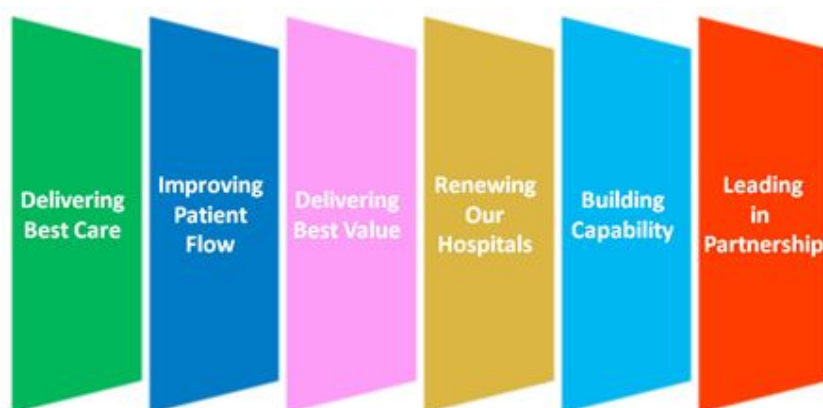 Delivering
Best Care
Improving
Patient
Flow
Delivering
Best Value
Renewing
Our
Hospitals
Building
Capability
Leading
in
Partnership